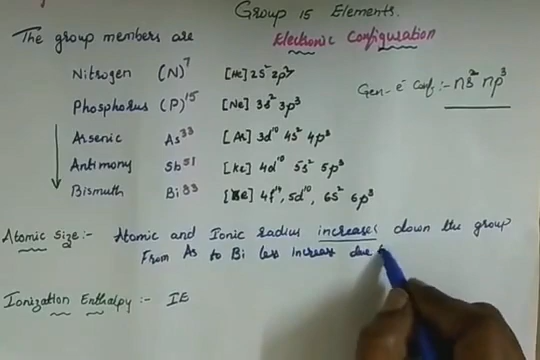 Group 15 Elements.
The group members are
Electronic Configuration
Nitrogen (N)⁷ [He] 2s² 2p³
Phosphorus (P)¹⁵ [Ne] 3s² 3p³
Gen-e⁻ Conf:- ns² np³
Arsenic As³³ [Ar] 3d¹⁰ 4s² 4p³
Antimony Sb⁵¹ [Kr] 4d¹⁰ 5s² 5p³
Bismuth Bi⁸³ [Xe] 4f¹⁴, 5d¹⁰, 6s² 6p³
Atomic Size:- Atomic and Ionic radius increases down the group
From As to Bi less increase due
Ionization Enthalpy:- IE